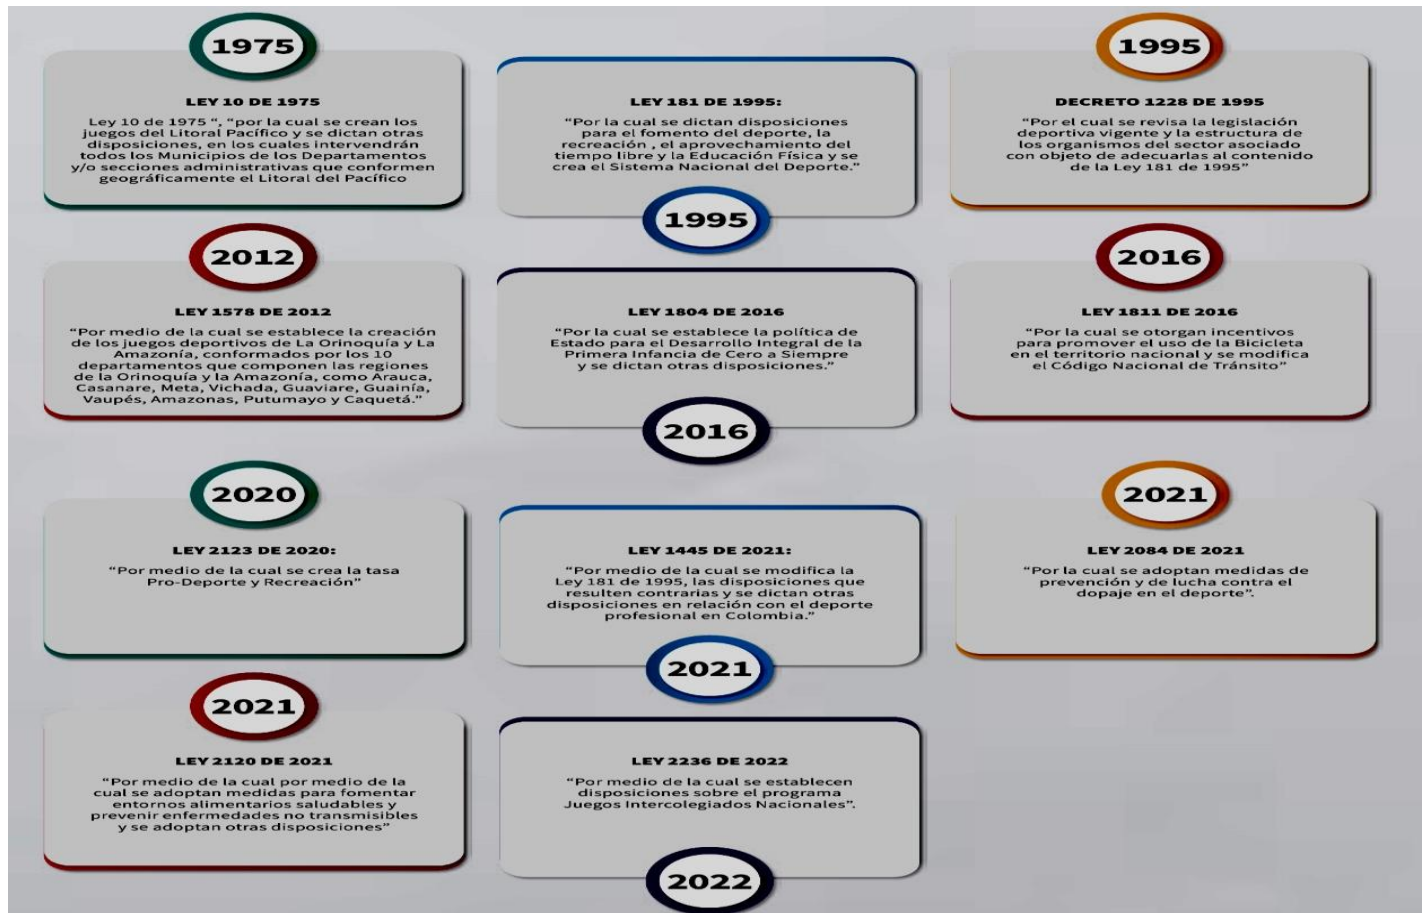 1975
LEY 10 DE 1975
Ley 10 de 1975 “, “por la cual se crean los
juegos del Litoral Pacífico y se dictan otras
disposiciones, en los cuales intervendrán
todos los Municipios de los Departamentos
y/o secciones administrativas que conformen
geográficamente el Litoral del Pacífico
LEY 181 DE 1995:
“Por la cual se dictan disposiciones
para el fomento del deporte, la
recreación , el aprovechamiento del
tiempo libre y la Educación Física y se
crea el Sistema Nacional del Deporte.”
1995
1995
DECRETO 1228 DE 1995
“Por el cual se revisa la legislación
deportiva vigente y la estructura de
los organismos del sector asociado
con objeto de adecuarlas al contenido
de la Ley 181 de 1995”
2012
LEY 1578 DE 2012
“Por medio de la cual se establece la creación
de los juegos deportivos de La Orinoquía y La
Amazonía, conformados por los 10
departamentos que componen las regiones
de la Orinoquía y la Amazonía, como Arauca,
Casanare, Meta, Vichada, Guaviare, Guainía,
Vaupés, Amazonas, Putumayo y Caquetá.”
LEY 1804 DE 2016
“Por la cual se establece la política de
Estado para el Desarrollo Integral de la
Primera Infancia de Cero a Siempre
y se dictan otras disposiciones.”
2016
2016
LEY 1811 DE 2016
“Por la cual se otorgan incentivos
para promover el uso de la Bicicleta
en el territorio nacional y se modifica
el Código Nacional de Tránsito”
2020
LEY 2123 DE 2020:
“Por medio de la cual se crea la tasa
Pro-Deporte y Recreación”
LEY 1445 DE 2021:
“Por medio de la cual se modifica la
Ley 181 de 1995, las disposiciones que
resulten contrarias y se dictan otras
disposiciones en relación con el deporte
profesional en Colombia.”
2021
2021
LEY 2084 DE 2021
“Por la cual se adoptan medidas de
prevención y de lucha contra el
dopaje en el deporte”.
2021
LEY 2120 DE 2021
“Por medio de la cual por medio de la
cual se adoptan medidas para fomentar
entornos alimentarios saludables y
prevenir enfermedades no transmisibles
y se adoptan otras disposiciones”
LEY 2236 DE 2022
“Por medio de la cual se establecen
disposiciones sobre el programa
Juegos Intercolegiados Nacionales”.
2022